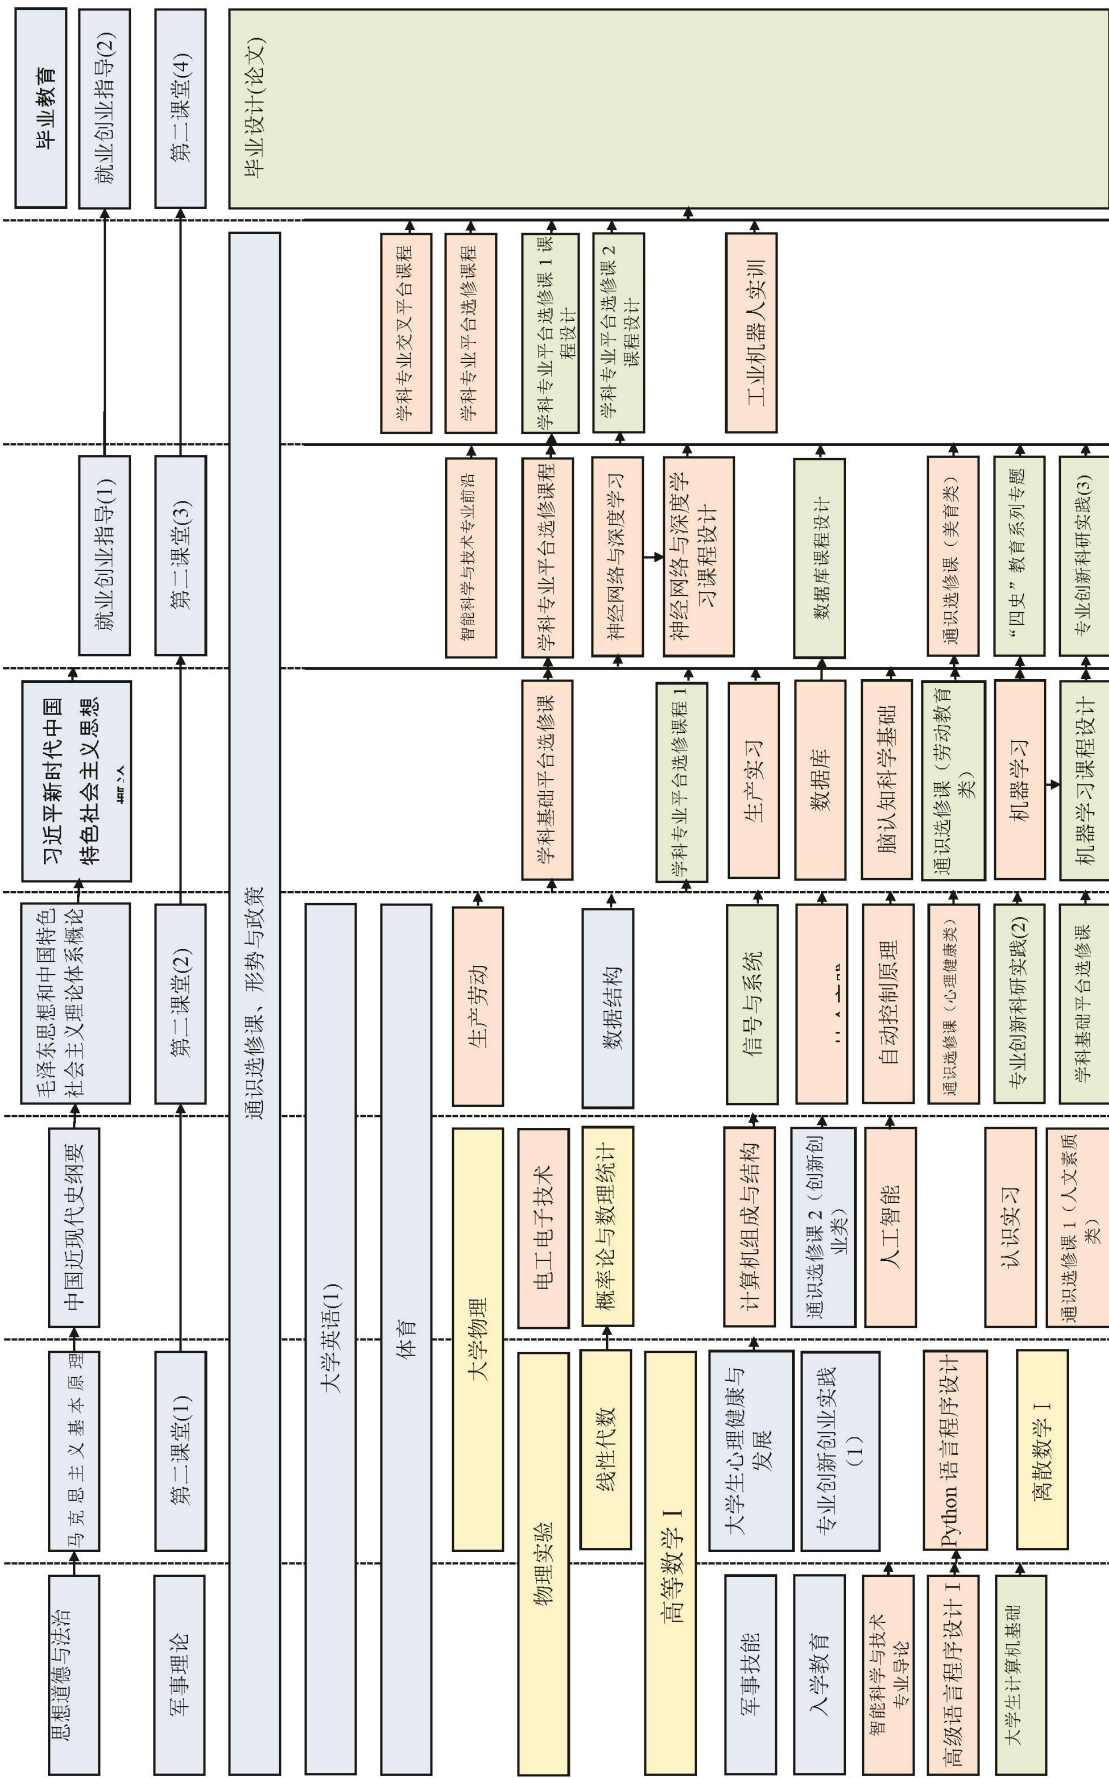 思想道德与法治
军事理论
军事技能
入学教育
智能科学与技术
专业导论
高级语言程序设计 I
大学生计算机基础
通识选修课、形势与政策
大学英语(1)
体育
物理实验
高等数学 I
马克思主义基本原理
第二课堂(1)
大学物理
线性代数
大学生心理健康与
发展
专业创新创业实践
(1)
Python 语言程序设计
离散数学 I
中国近现代史纲要
电工电子技术
概率论与数理统计
计算机组成与结构
通识选修课 2（创新创
业类）
人工智能
认识实习
通识选修课 1（人文素质
类）
毛泽东思想和中国特色
社会主义理论体系概论
第二课堂(2)
生产劳动
数据结构
信号与系统
自动控制原理
通识选修课（心理健康类）
专业创新科研实践(2)
学科基础平台选修课
习近平新时代中国
特色社会主义思想
学科基础平台选修课
学科专业平台选修课程 1
生产实习
数据库
脑认知科学基础
通识选修课（劳动教育
类）
机器学习
机器学习课程设计
就业创业指导(1)
第二课堂(3)
智能科学与技术专业前沿
学科专业平台选修课程
神经网络与深度学习
神经网络与深度学
习课程设计
数据库课程设计
通识选修课（美育类）
“四史”教育系列专题
专业创新科研实践(3)
学科专业交叉平台课程
学科专业平台选修课程
学科专业平台选修课 1 课
程设计
学科专业平台选修课 2
课程设计
工业机器人实训
毕业教育
就业创业指导(2)
第二课堂(4)
毕业设计(论文)